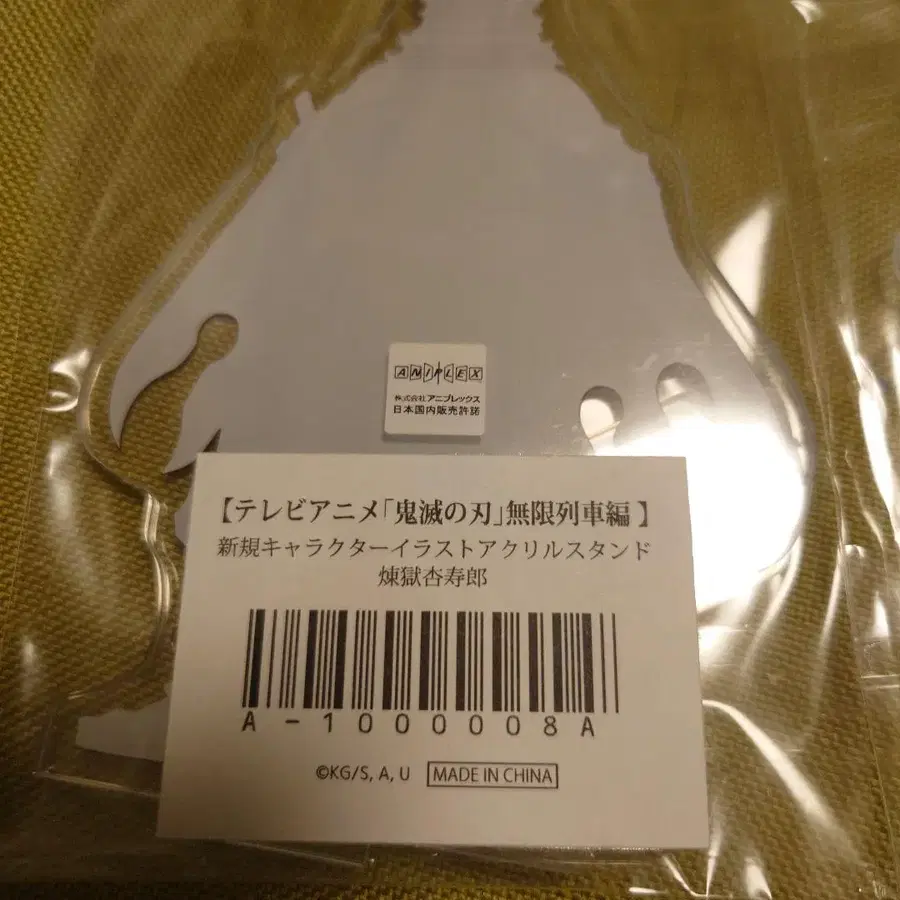 ANIPLEX
株式会社アニプレックス
日本国内販売許諾
【テレビアニメ「鬼滅の刃」無限列車編】
新規キャラクターイラストアクリルスタンド
煉獄杏寿郎
A-1000008A
©KG/S, A, U MADE IN CHINA